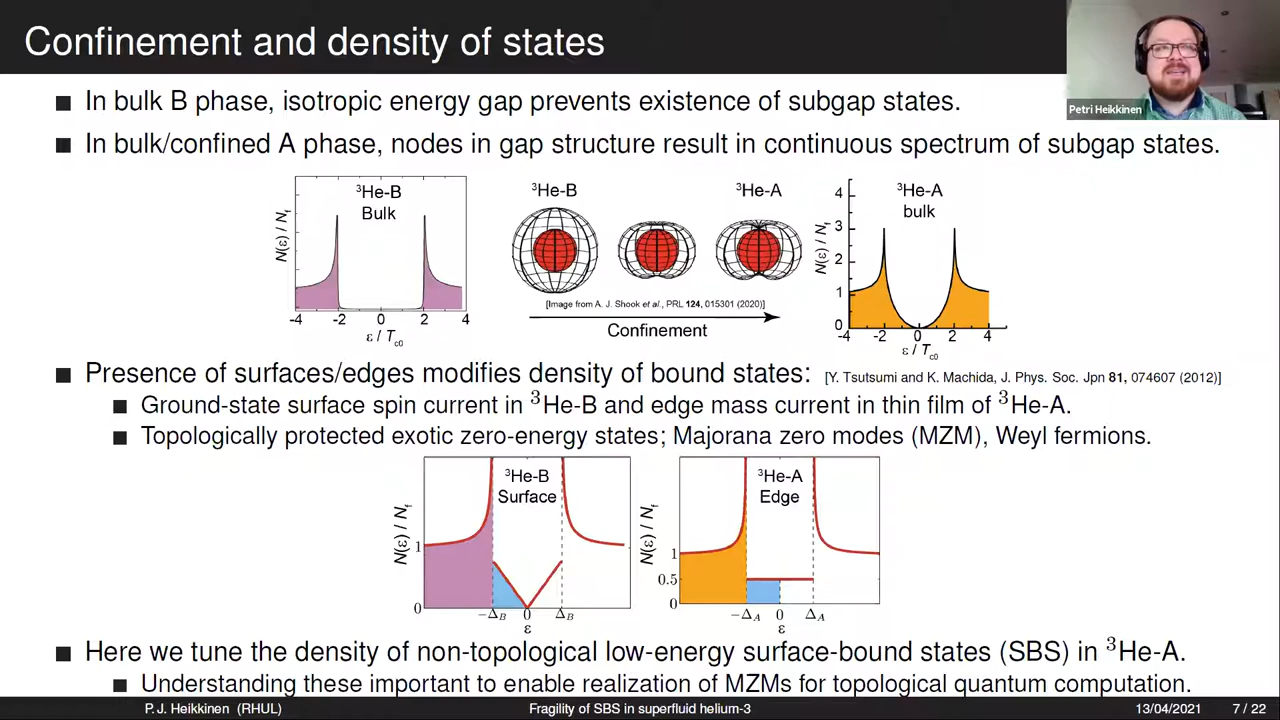 Confinement and density of states
Petri Heikkinen
■ In bulk B phase, isotropic energy gap prevents existence of subgap states.
■ In bulk/confined A phase, nodes in gap structure result in continuous spectrum of subgap states.
³He-B
Bulk
N(ε) / N_f
-4 -2 0 2 4
ε / T_c0
³He-B
³He-A
[Image from A. J. Shook et al., PRL 124, 015301 (2020)]
Confinement
³He-A
bulk
N(ε) / N_f
4
3
2
1
0
-4 -2 0 2 4
ε / T_c0
■ Presence of surfaces/edges modifies density of bound states: [Y. Tsutsumi and K. Machida, J. Phys. Soc. Jpn 81, 074607 (2012)]
■ Ground-state surface spin current in ³He-B and edge mass current in thin film of ³He-A.
■ Topologically protected exotic zero-energy states; Majorana zero modes (MZM), Weyl fermions.
³He-B
Surface
N(ε) / N_f
1
0
−Δ_B 0 Δ_B
ε
³He-A
Edge
N(ε) / N_f
1
0.5
0
−Δ_A 0 Δ_A
ε
■ Here we tune the density of non-topological low-energy surface-bound states (SBS) in ³He-A.
■ Understanding these important to enable realization of MZMs for topological quantum computation.
P. J. Heikkinen (RHUL) Fragility of SBS in superfluid helium-3 13/04/2021 7 / 22